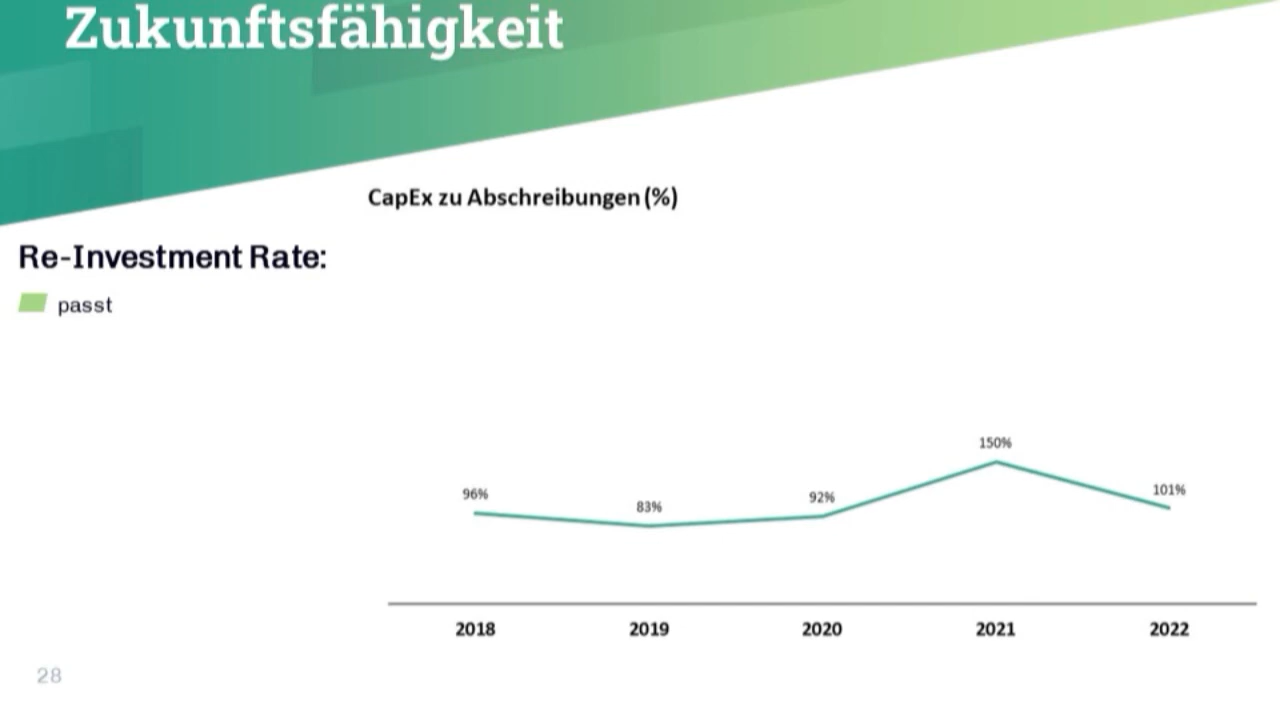 Zukunftsfähigkeit
CapEx zu Abschreibungen (%)
Re-Investment Rate:
passt
150%
96%
83%
92%
101%
2018 2019 2020 2021 2022
28